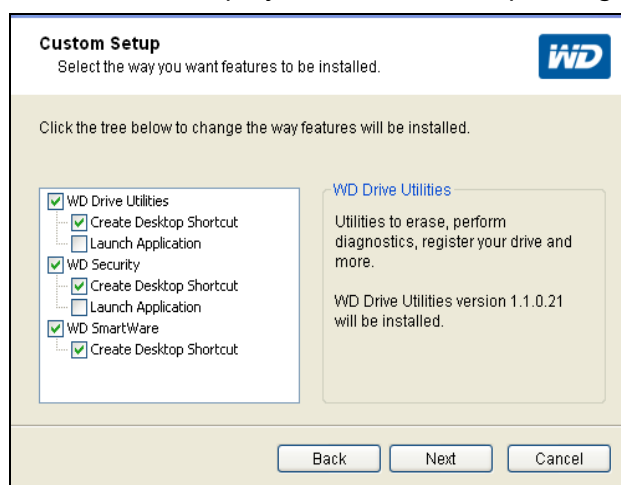 Custom Setup
Select the way you want features to be installed.
WD
Click the tree below to change the way features will be installed.
WD Drive Utilities
Create Desktop Shortcut
Launch Application
WD Security
Create Desktop Shortcut
Launch Application
WD SmartWare
Create Desktop Shortcut
WD Drive Utilities
Utilities to erase, perform
diagnostics, register your drive and
more.
WD Drive Utilities version 1.1.0.21
will be installed.
Back Next Cancel